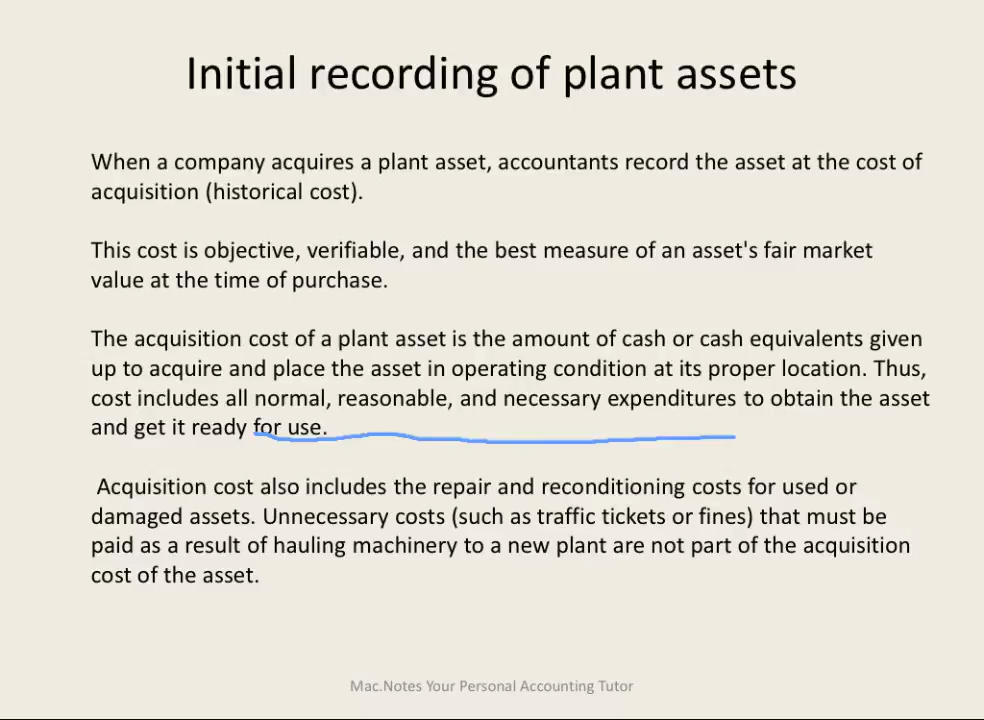 Initial recording of plant assets
When a company acquires a plant asset, accountants record the asset at the cost of
acquisition (historical cost).
This cost is objective, verifiable, and the best measure of an asset's fair market
value at the time of purchase.
The acquisition cost of a plant asset is the amount of cash or cash equivalents given
up to acquire and place the asset in operating condition at its proper location. Thus,
cost includes all normal, reasonable, and necessary expenditures to obtain the asset
and get it ready for use.
Acquisition cost also includes the repair and reconditioning costs for used or
damaged assets. Unnecessary costs (such as traffic tickets or fines) that must be
paid as a result of hauling machinery to a new plant are not part of the acquisition
cost of the asset.
Mac.Notes Your Personal Accounting Tutor